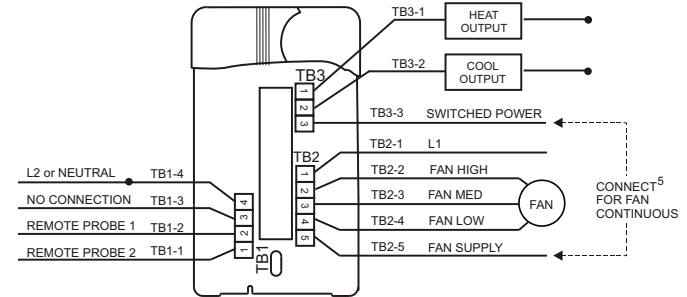 TB3-1 HEAT OUTPUT
TB3-2 COOL OUTPUT
TB3
1
2
3
TB3-3 SWITCHED POWER
TB2-1 L1
TB2
1
2
3
4
5
TB2-2 FAN HIGH
TB2-3 FAN MED
TB2-4 FAN LOW
TB2-5 FAN SUPPLY
FAN
CONNECT5
FOR FAN
CONTINUOUS
L2 or NEUTRAL TB1-4
NO CONNECTION TB1-3
REMOTE PROBE 1 TB1-2
REMOTE PROBE 2 TB1-1
4
3
2
1
TB1